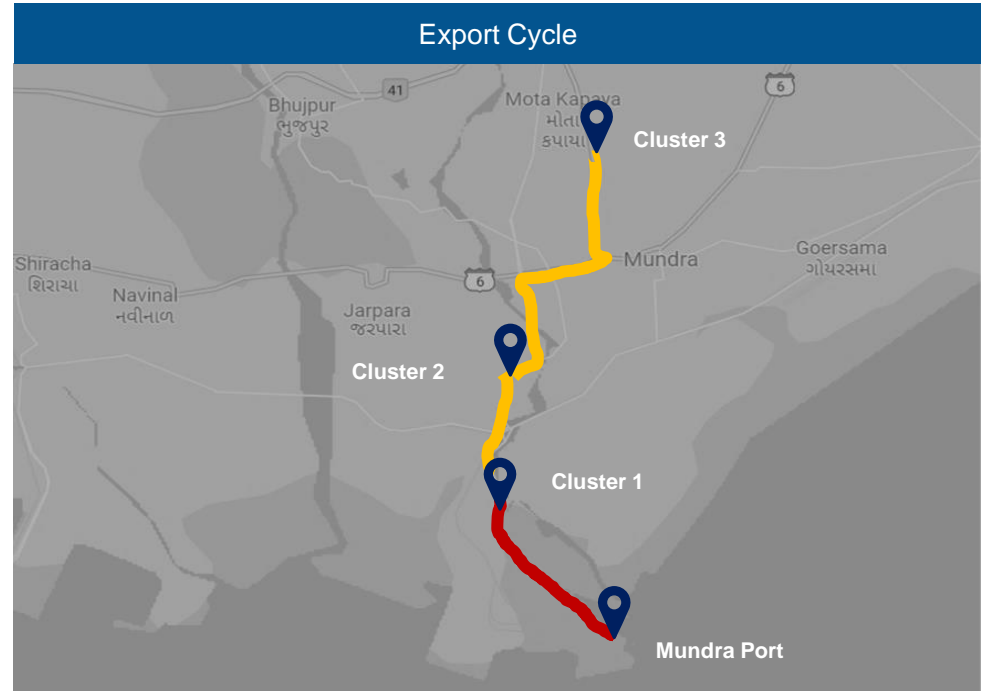 Export Cycle
41
6
Bhujpur
ભુજપુર
Mota Kapaya
મોટા
કપાયા
Cluster 3
Shiracha
શિરાચા
Navinal
નવીનાળ
6
Mundra
Goersama
ગોયરસમા
Jarpara
જરપારા
Cluster 2
Cluster 1
Mundra Port